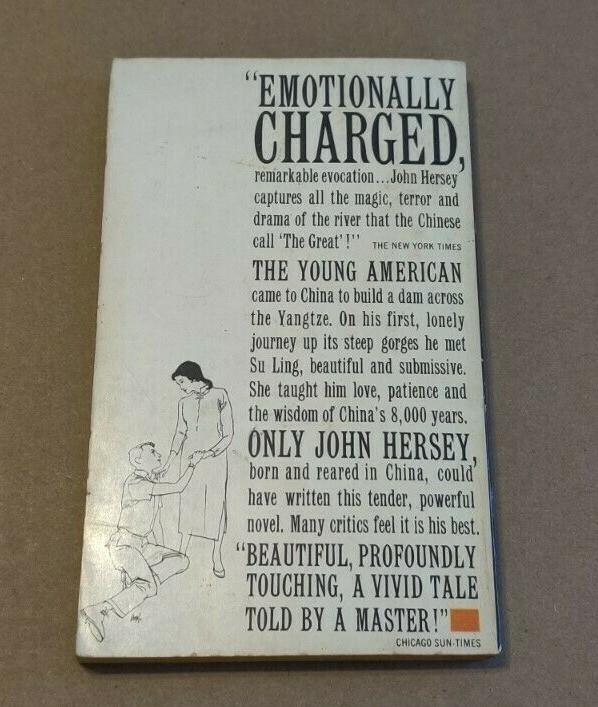 “EMOTIONALLY
CHARGED,
remarkable evocation...John Hersey
captures all the magic, terror and
drama of the river that the Chinese
call ‘The Great’!’’ THE NEW YORK TIMES
THE YOUNG AMERICAN
came to China to build a dam across
the Yangtze. On his first, lonely
journey up its steep gorges he met
Su Ling, beautiful and submissive.
She taught him love, patience and
the wisdom of China’s 8,000 years.
ONLY JOHN HERSEY,
born and reared in China, could
have written this tender, powerful
novel. Many critics feel it is his best.
“BEAUTIFUL, PROFOUNDLY
TOUCHING, A VIVID TALE
TOLD BY A MASTER!”
CHICAGO SUN-TIMES